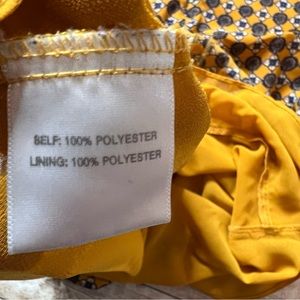 SELF: 100% POLYESTER
LINING: 100% POLYESTER